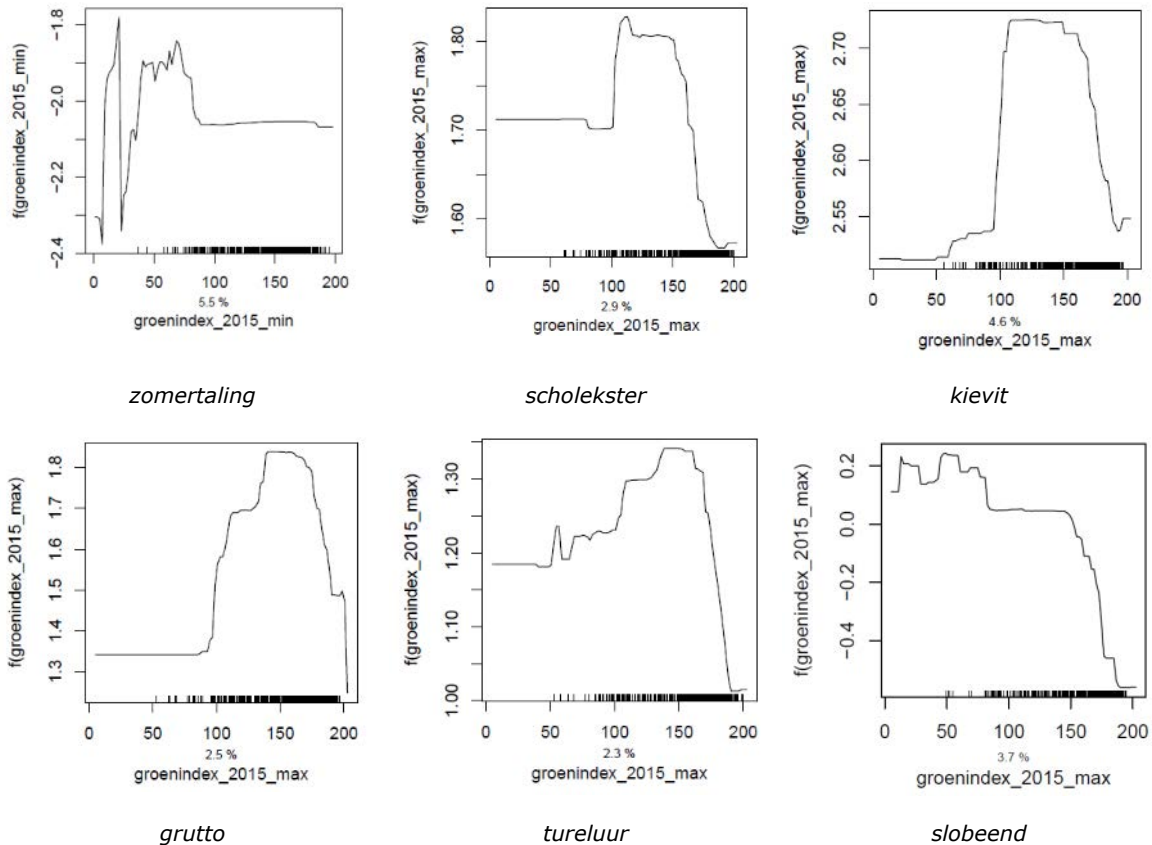 f(groenindex_2015_min)
-1.8
-2.0
-2.2
-2.4
0 50 100 150 200
5.5 %
groenindex_2015_min
zomertaling
f(groenindex_2015_max)
1.80
1.70
1.60
0 50 100 150 200
2.9 %
groenindex_2015_max
scholekster
f(groenindex_2015_max)
2.70
2.65
2.60
2.55
0 50 100 150 200
4.6 %
groenindex_2015_max
kievit
f(groenindex_2015_max)
1.8
1.7
1.6
1.5
1.4
1.3
0 50 100 150 200
2.5 %
groenindex_2015_max
grutto
f(groenindex_2015_max)
1.30
1.20
1.10
1.00
0 50 100 150 200
2.3 %
groenindex_2015_max
tureluur
f(groenindex_2015_max)
0.2
0.0
-0.2
-0.4
0 50 100 150 200
3.7 %
groenindex_2015_max
slobeend